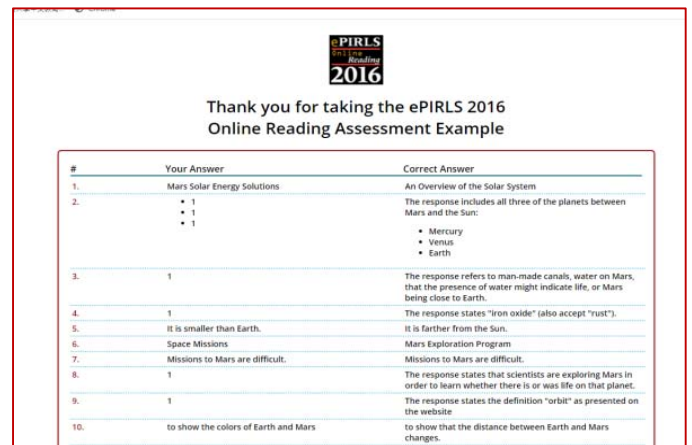 ePIRLS
Online
Reading
2016
Thank you for taking the ePIRLS 2016
Online Reading Assessment Example
# Your Answer Correct Answer
1. Mars Solar Energy Solutions An Overview of the Solar System
2. • 1 The response includes all three of the planets between
• 1 Mars and the Sun:
• 1
• Mercury
• Venus
• Earth
3. 1 The response refers to man-made canals, water on Mars,
that the presence of water might indicate life, or Mars
being close to Earth.
4. 1 The response states "iron oxide" (also accept "rust").
5. It is smaller than Earth. It is farther from the Sun.
6. Space Missions Mars Exploration Program
7. Missions to Mars are difficult. Missions to Mars are difficult.
8. 1 The response states that scientists are exploring Mars in
order to learn whether there is or was life on that planet.
9. 1 The response states the definition "orbit" as presented on
the website
10. to show the colors of Earth and Mars to show that the distance between Earth and Mars
changes.